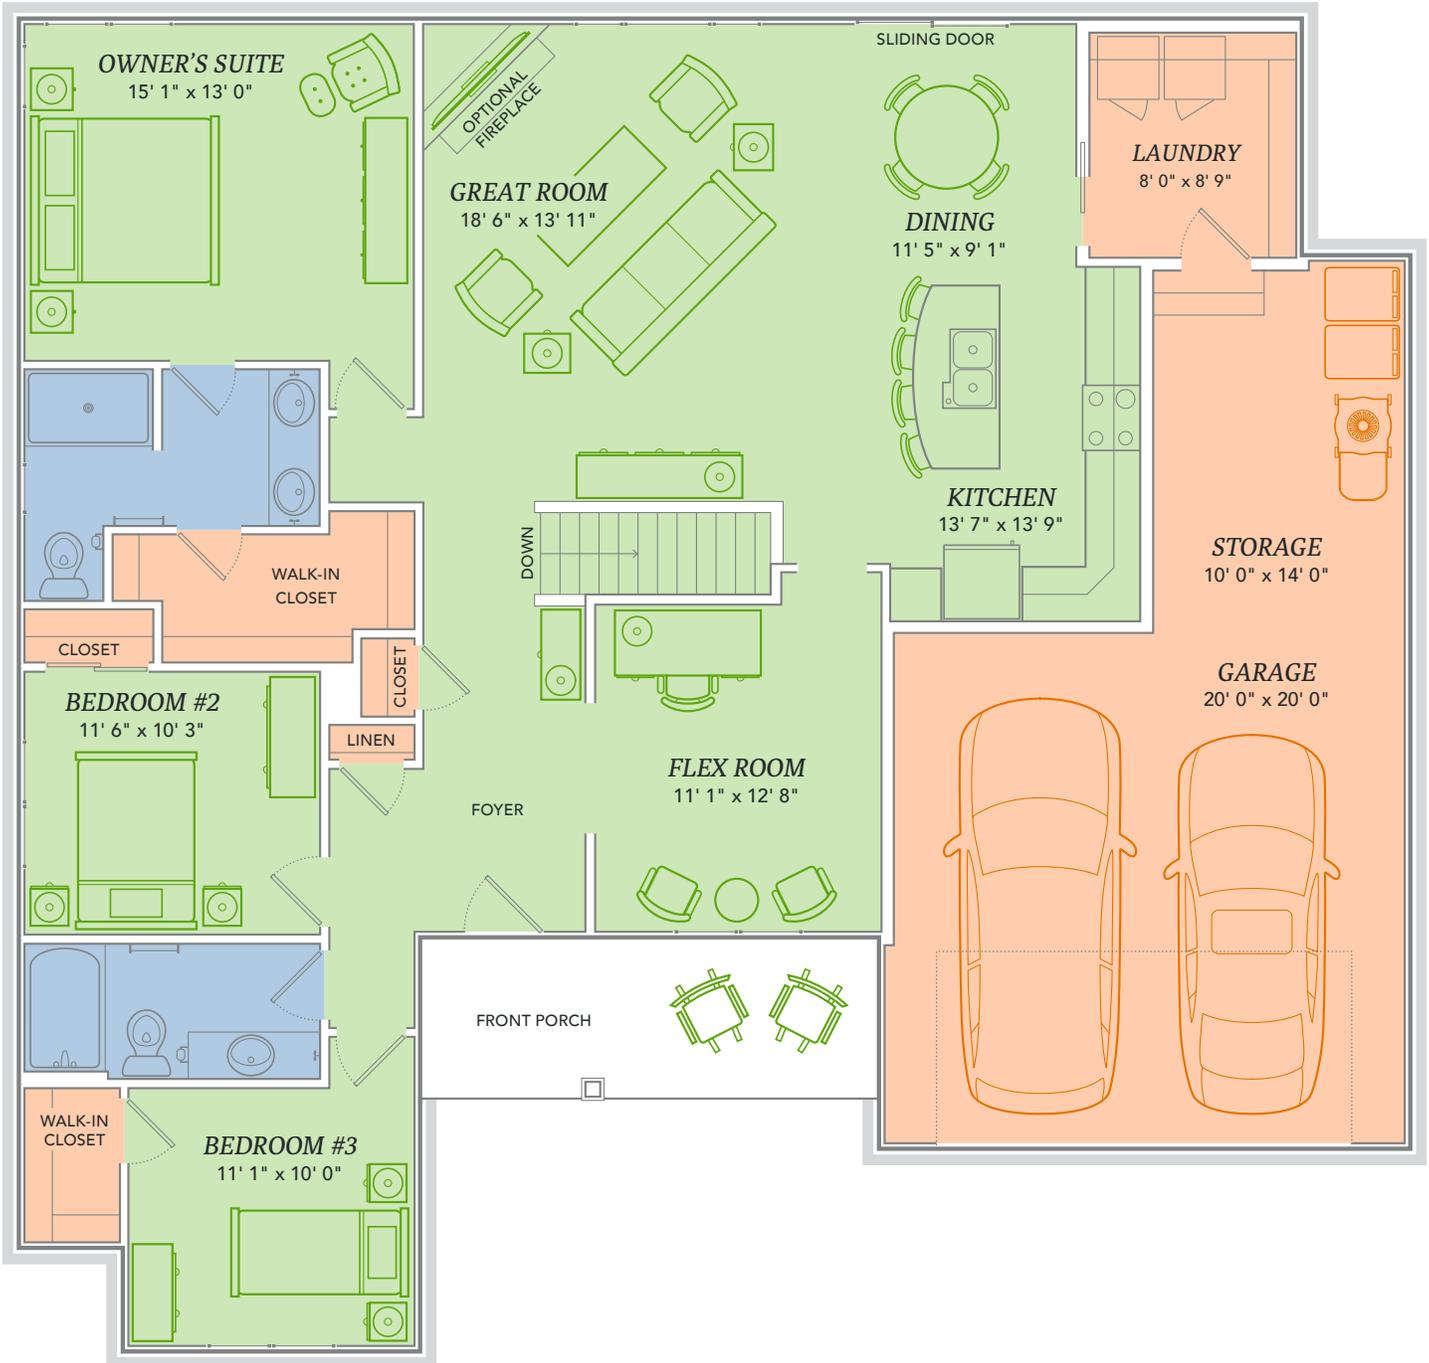 OWNER'S SUITE
15' 1" x 13' 0"
OPTIONAL
FIREPLACE
SLIDING DOOR
GREAT ROOM
18' 6" x 13' 11"
DINING
11' 5" x 9' 1"
LAUNDRY
8' 0" x 8' 9"
KITCHEN
13' 7" x 13' 9"
DOWN
STORAGE
10' 0" x 14' 0"
WALK-IN
CLOSET
CLOSET
CLOSET
BEDROOM #2
11' 6" x 10' 3"
LINEN
GARAGE
20' 0" x 20' 0"
FLEX ROOM
11' 1" x 12' 8"
FOYER
FRONT PORCH
WALK-IN
CLOSET
BEDROOM #3
11' 1" x 10' 0"